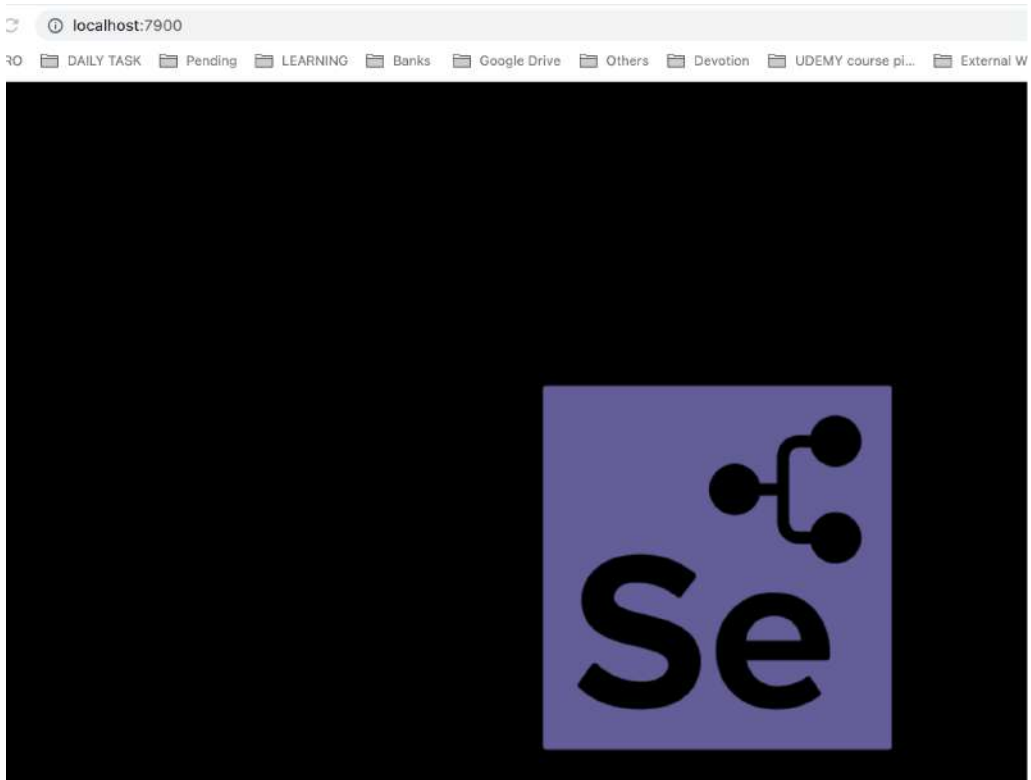 localhost:7900
RO DAILY TASK Pending LEARNING Banks Google Drive Others Devotion UDEMY course pi... External W
Se